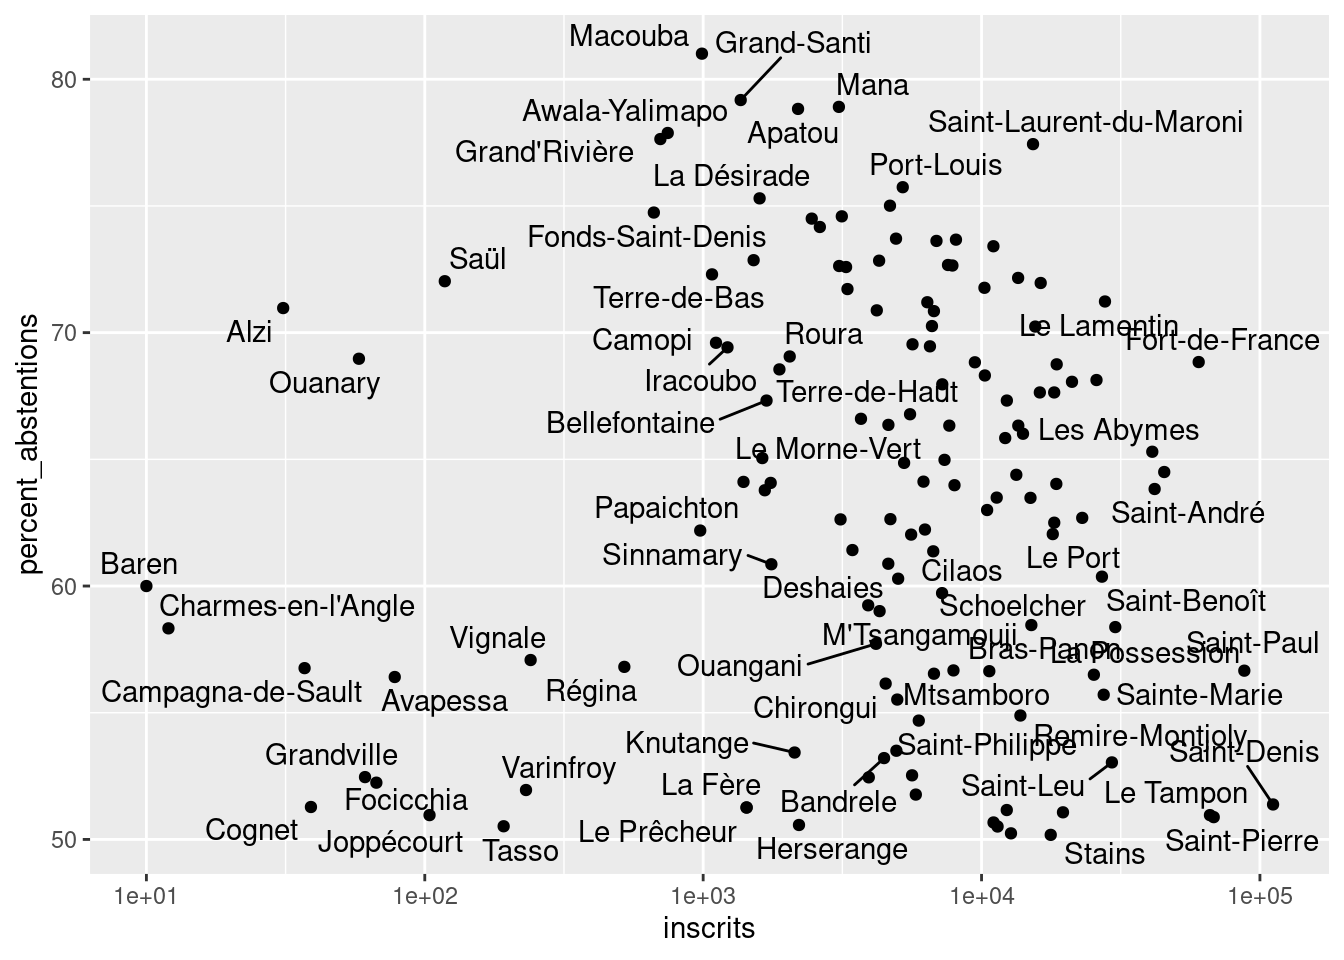 Macouba
Grand-Santi
80
Mana
Awala-Yalimapo
Apatou
Saint-Laurent-du-Maroni
Grand'Rivière
Port-Louis
La Désirade
Fonds-Saint-Denis
Saül
Terre-de-Bas
Alzi
70
Le Lamentin
Fort-de-France
Camopi
Roura
Ouanary
Iracoubo
Terre-de-Haut
Bellefontaine
Les Abymes
Le Morne-Vert
Papaichton
Saint-André
percent_abstentions
Sinnamary
Le Port
Baren
Cilaos
60
Deshaies
Charmes-en-l'Angle
Schoelcher
Saint-Benoît
Vignale
M'Tsangamouji
Bras-Panon
Saint-Paul
La Possession
Ouangani
Campagna-de-Sault
Régina
Avapessa
Mtsamboro
Sainte-Marie
Chirongui
Knutange
Saint-Philippe
Remire-Montjoly
Saint-Denis
Grandville
Varinfroy
La Fère
Saint-Leu
Le Tampon
Focicchia
Bandrele
Cognet
Joppécourt
Tasso
Le Prêcheur
Herserange
Stains
Saint-Pierre
50
1e+01
1e+02
1e+03
1e+04
1e+05
inscrits